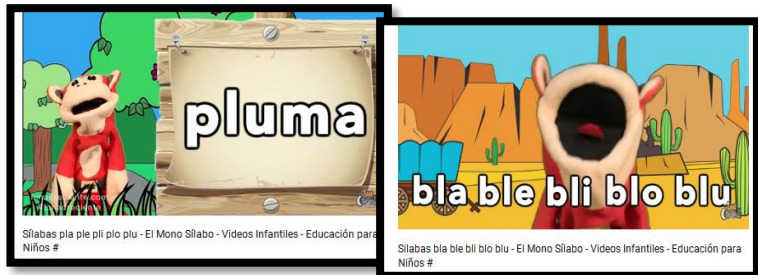 pluma
Sílabas pla ple pli plo plu - El Mono Sílabo - Videos Infantiles - Educación para
Niños #
bla ble bli blo blu
Silabas bla ble bli blo blu - El Mono Sílabo - Videos Infantiles - Educación para
Niños #